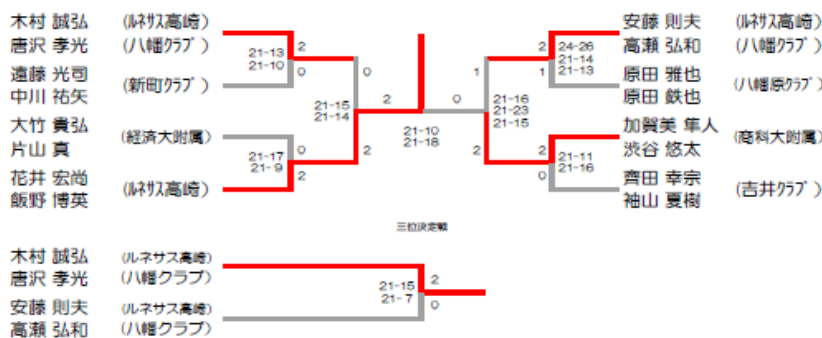 木村 誠弘 (ルネサス高崎)
唐沢 孝光 (八幡クラブ)
遠藤 光司 (新町クラブ)
中川 祐矢
大竹 貴弘 (経済大附属)
片山 真
花井 宏尚 (ルネサス高崎)
飯野 博英
21-13 2
21-10 0
21-17 0
21-9 2
0
21-15
21-14
2
2
21-10
21-18
0
1
21-16
21-23
21-15
2
2 24-26
1 21-14
21-13
2 21-11
0 21-16
安藤 則夫 (ルネサス高崎)
高瀬 弘和 (八幡クラブ)
原田 雅也 (八幡原クラブ)
原田 鉄也
加賀美 隼人 (商科大附属)
渋谷 悠太
齊田 幸宗 (吉井クラブ)
袖山 夏樹
三位決定戦
木村 誠弘 (ルネサス高崎)
唐沢 孝光 (八幡クラブ)
安藤 則夫 (ルネサス高崎)
高瀬 弘和 (八幡クラブ)
21-15 2
21-7 0